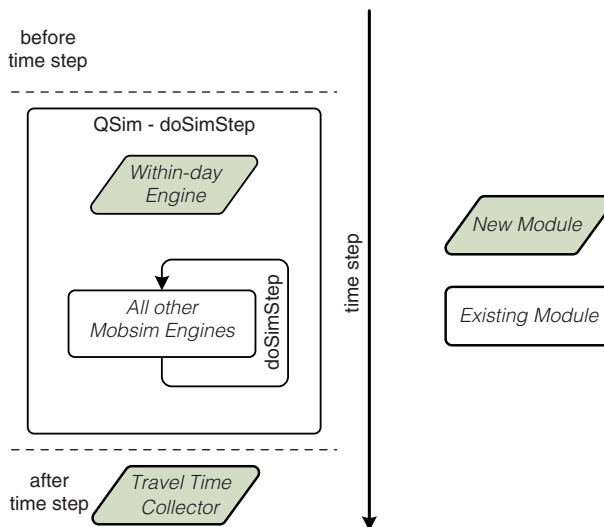 before
time step
QSim - doSimStep
Within-day
Engine
All other
Mobsim Engines
doSimStep
time step
New Module
Existing Module
after
time step
Travel Time
Collector